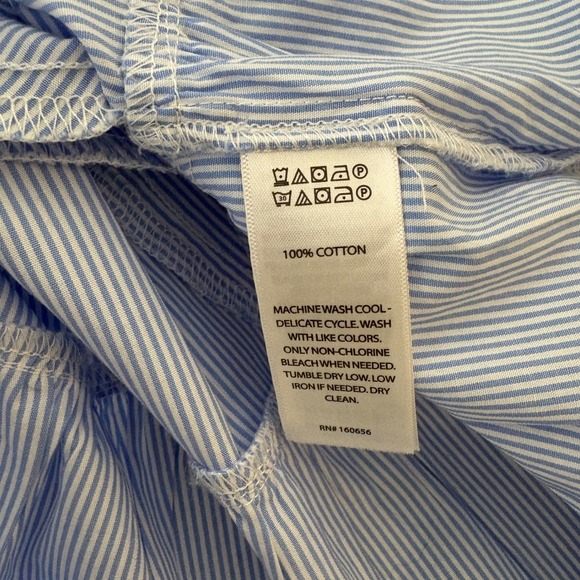 30
100% COTTON
MACHINE WASH COOL -
DELICATE CYCLE. WASH
WITH LIKE COLORS.
ONLY NON-CHLORINE
BLEACH WHEN NEEDED.
TUMBLE DRY LOW. LOW
IRON IF NEEDED. DRY
CLEAN.
RN# 160656